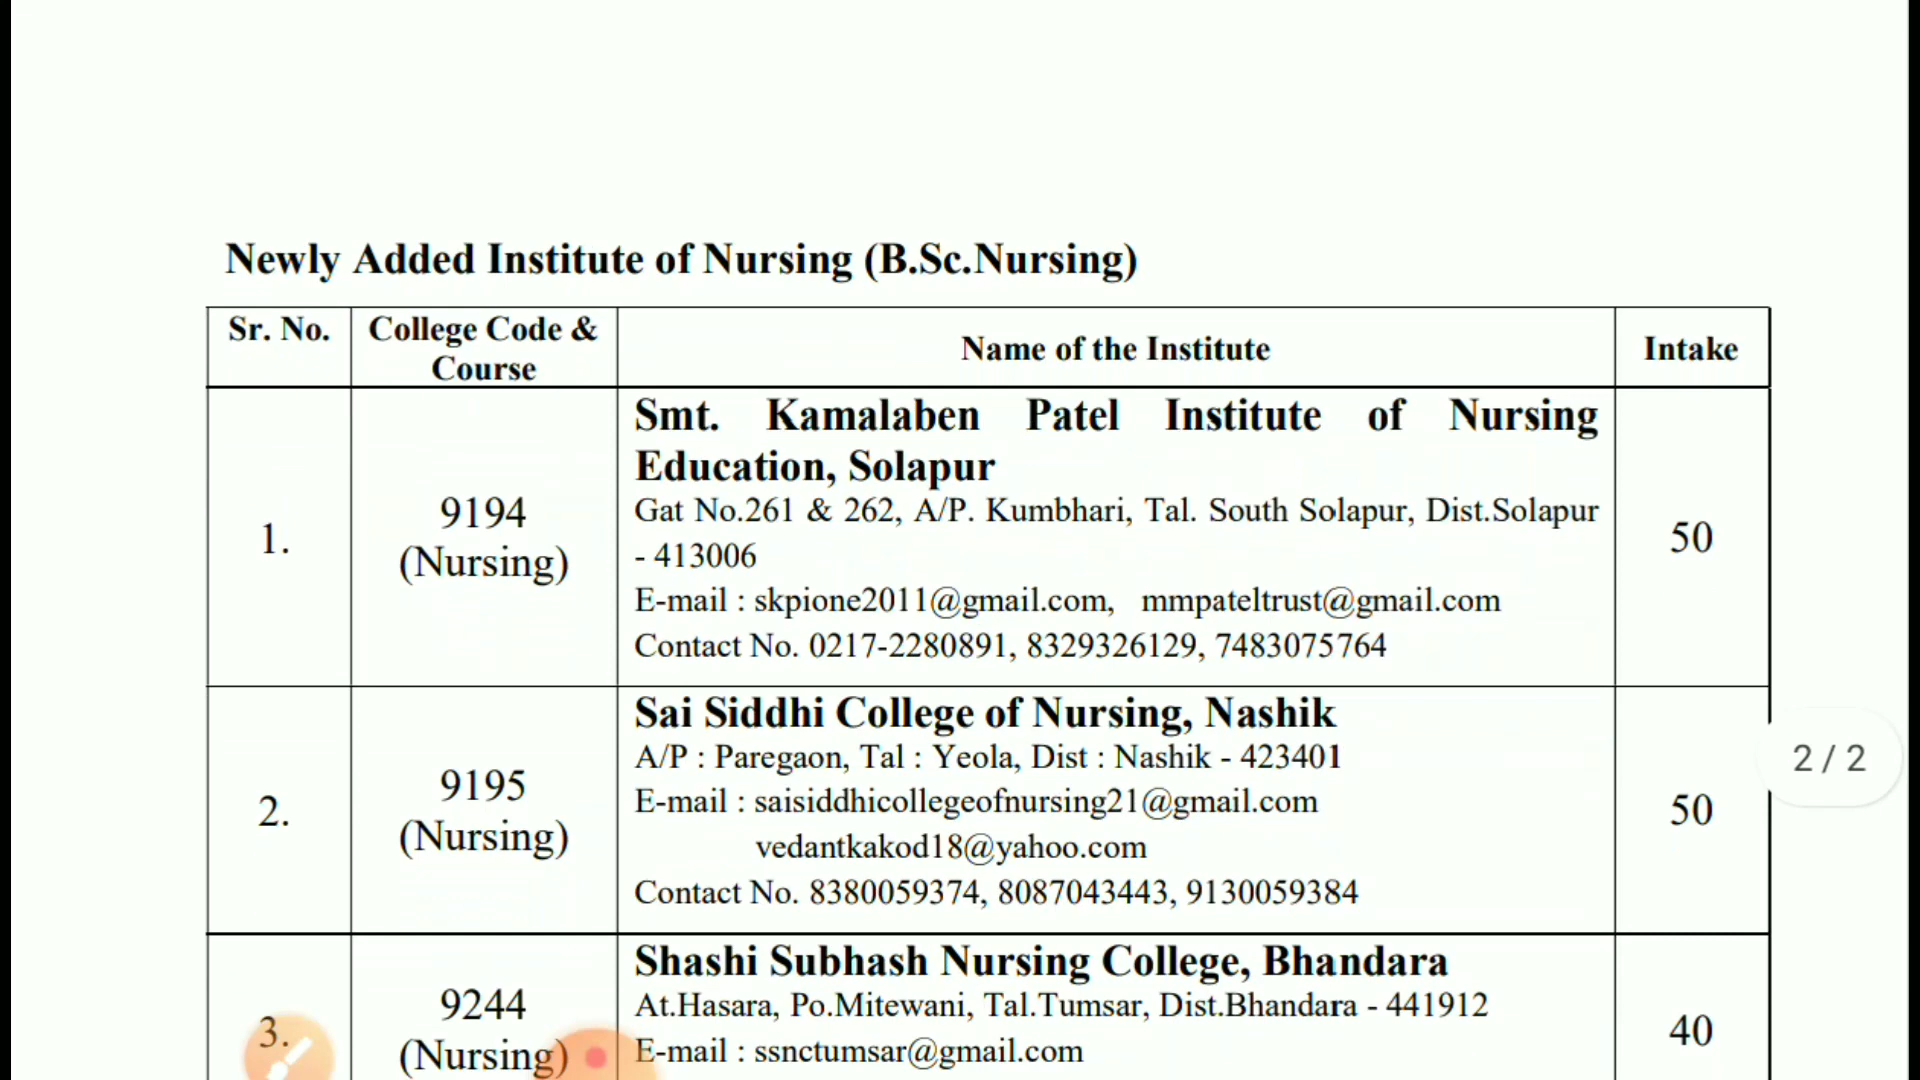 Newly Added Institute of Nursing (B.Sc.Nursing)
Sr. No.
College Code &
Course
Name of the Institute
Intake
1.
9194
(Nursing)
Smt. Kamalaben Patel Institute of Nursing
Education, Solapur
Gat No.261 & 262, A/P. Kumbhari, Tal. South Solapur, Dist.Solapur
- 413006
E-mail : skpione2011@gmail.com, mmpateltrust@gmail.com
Contact No. 0217-2280891, 8329326129, 7483075764
50
2.
9195
(Nursing)
Sai Siddhi College of Nursing, Nashik
A/P : Paregaon, Tal : Yeola, Dist : Nashik - 423401
E-mail : saisiddhicollegeofnursing21@gmail.com
vedantkakod18@yahoo.com
Contact No. 8380059374, 8087043443, 9130059384
50
2 / 2
3.
9244
(Nursing)
Shashi Subhash Nursing College, Bhandara
At.Hasara, Po.Mitewani, Tal.Tumsar, Dist.Bhandara - 441912
E-mail : ssnctumsar@gmail.com
40